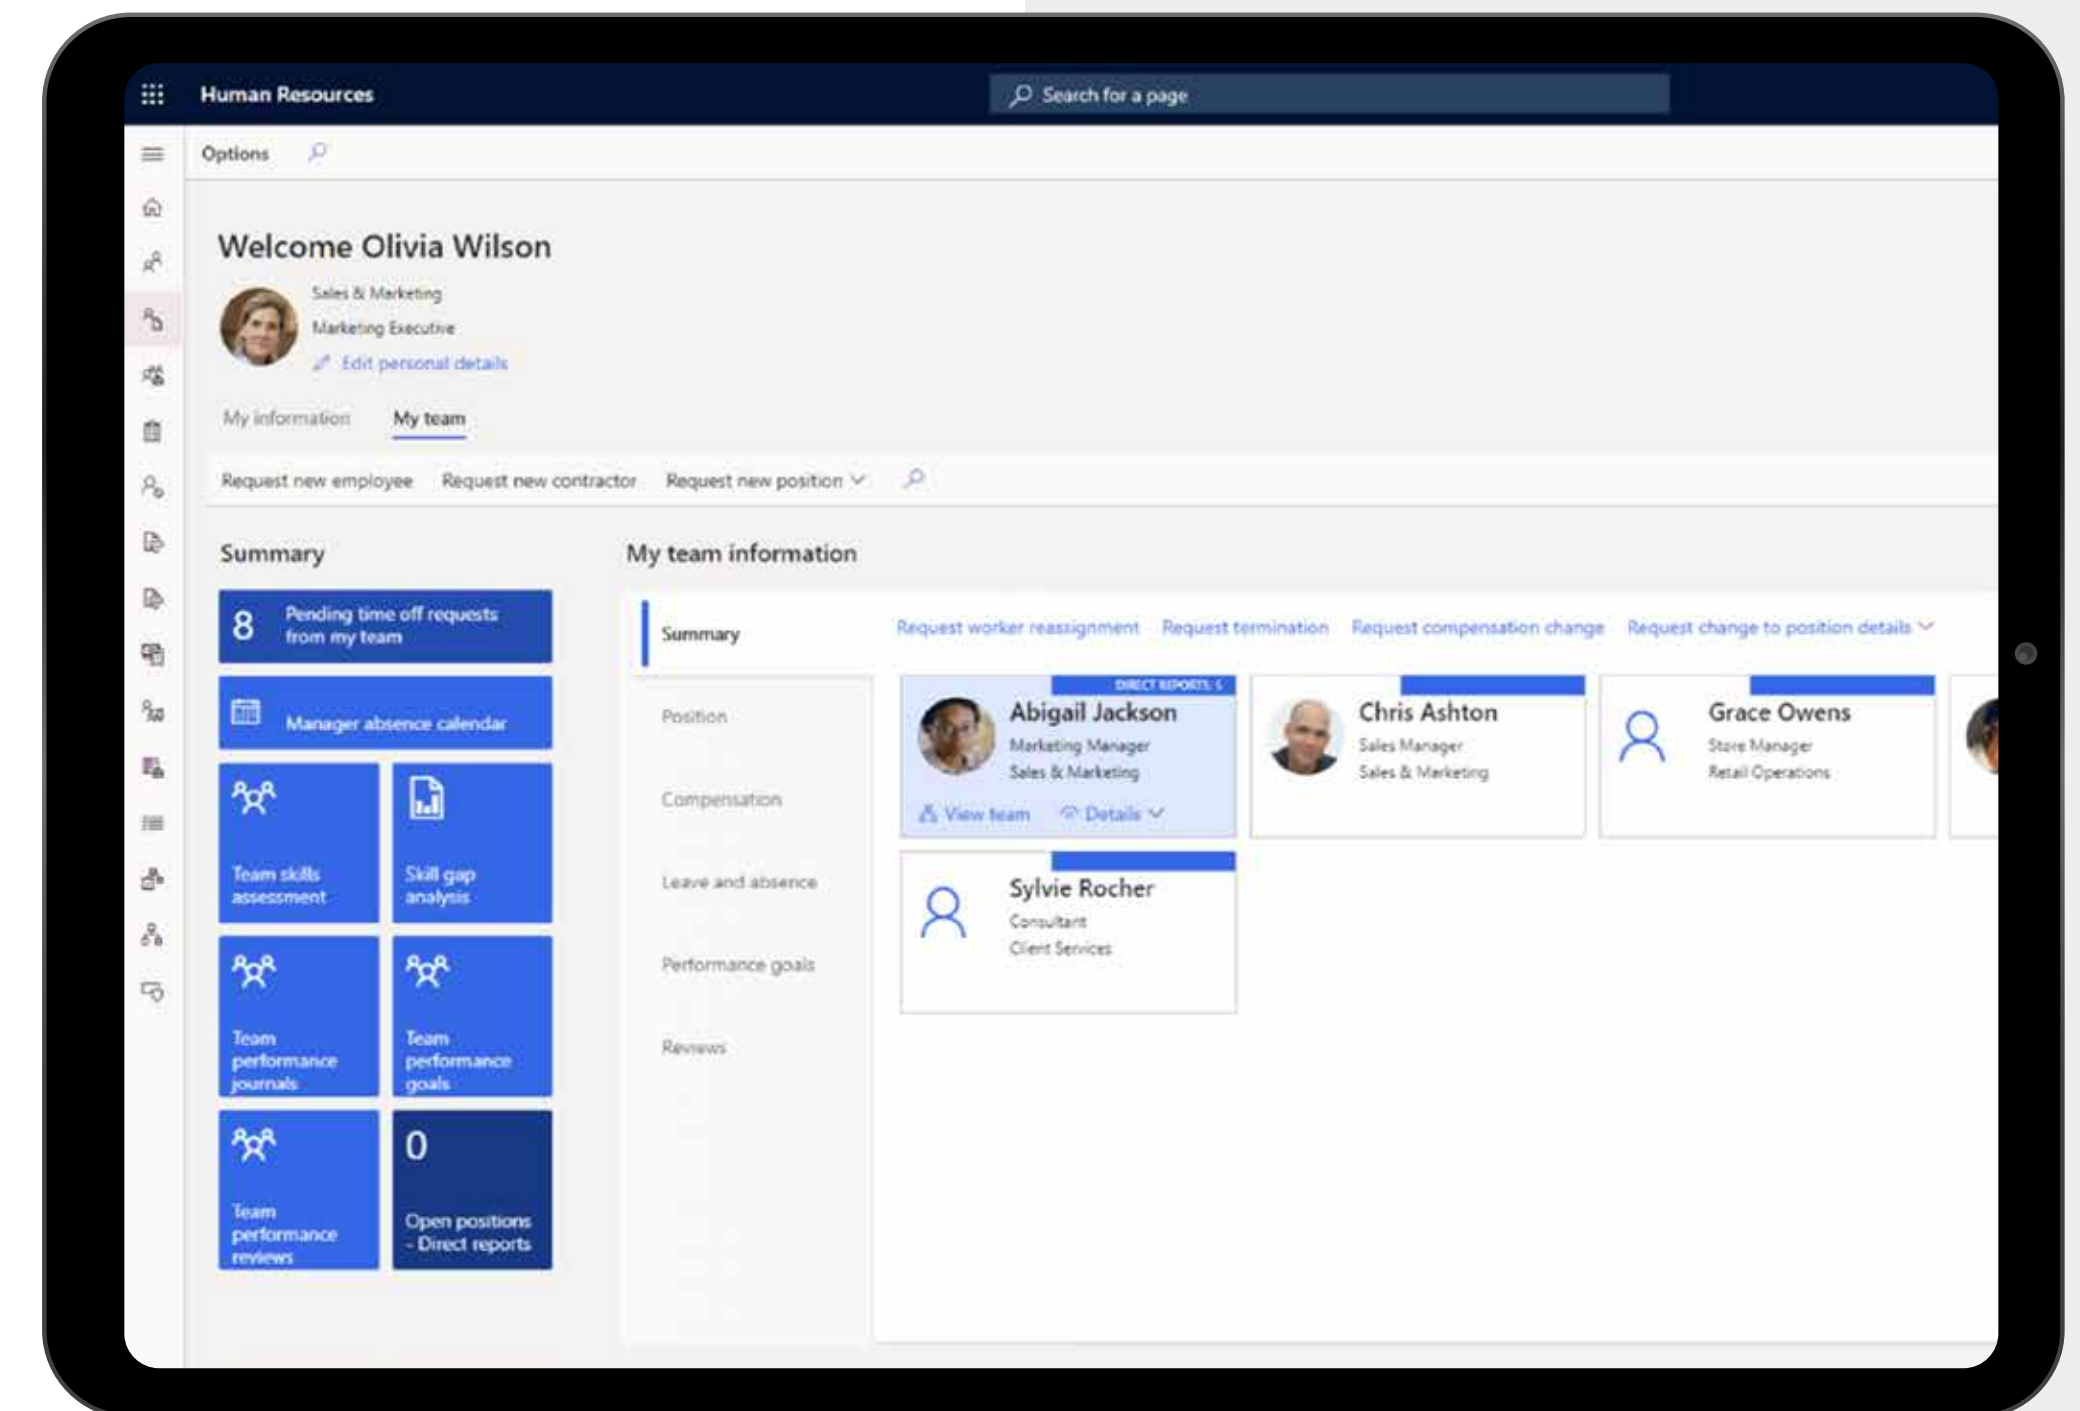 Human Resources
Search for a page
Options
Welcome Olivia Wilson
Sales & Marketing
Marketing Executive
Edit personal details
My information
My team
Request new employee
Request new contractor
Request new position
Summary
8
Pending time off requests
from my team
Manager absence calendar
Team skills
assessment
Skill gap
analysis
Team
performance
journals
Team
performance
goals
Team
performance
reviews
0
Open positions
- Direct reports
My team information
Summary
Position
Compensation
Leave and absence
Performance goals
Reviews
Request worker reassignment
Request termination
Request compensation change
Request change to position details
DIRECT REPORTS:
Abigail Jackson
Marketing Manager
Sales & Marketing
View team
Details
Chris Ashton
Sales Manager
Sales & Marketing
Grace Owens
Store Manager
Retail Operations
Sylvie Rocher
Consultant
Client Services